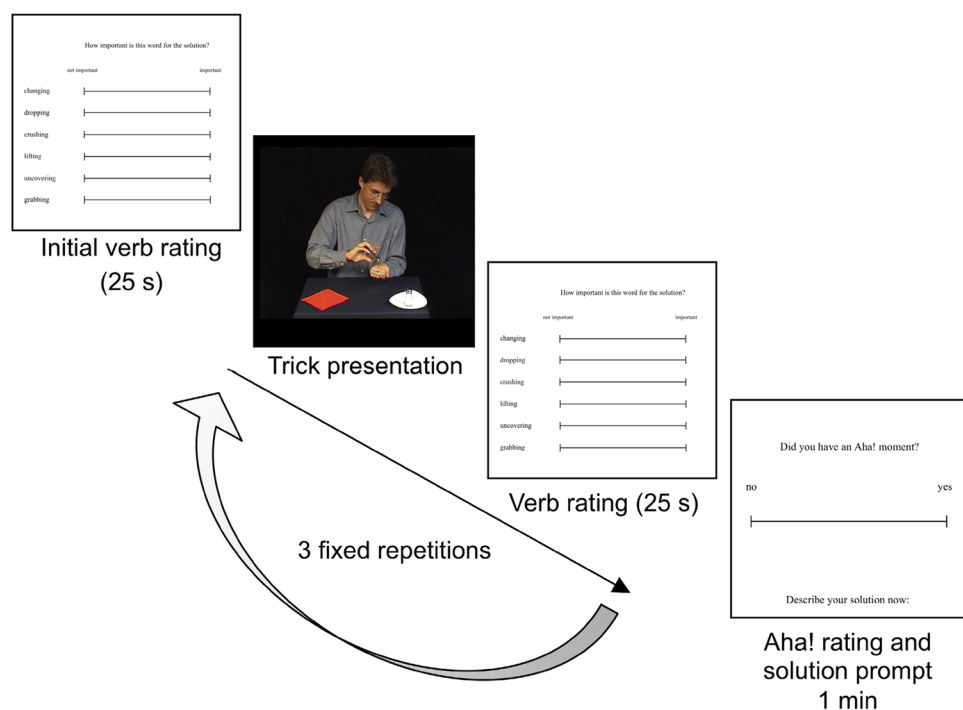 How important is this word for the solution?
not important important
changing
dropping
crushing
lifting
uncovering
grabbing
Initial verb rating
(25 s)
Trick presentation
How important is this word for the solution?
not important important
changing
dropping
crushing
lifting
uncovering
grabbing
Verb rating (25 s)
3 fixed repetitions
Did you have an Aha! moment?
no yes
Describe your solution now:
Aha! rating and
solution prompt
1 min